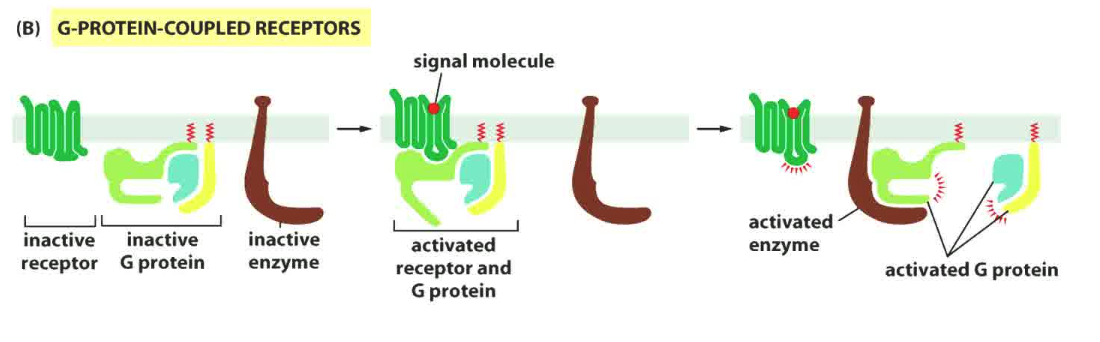 (B) G-PROTEIN-COUPLED RECEPTORS
signal molecule
inactive
receptor
inactive
G protein
inactive
enzyme
activated
receptor and
G protein
activated
enzyme
activated G protein